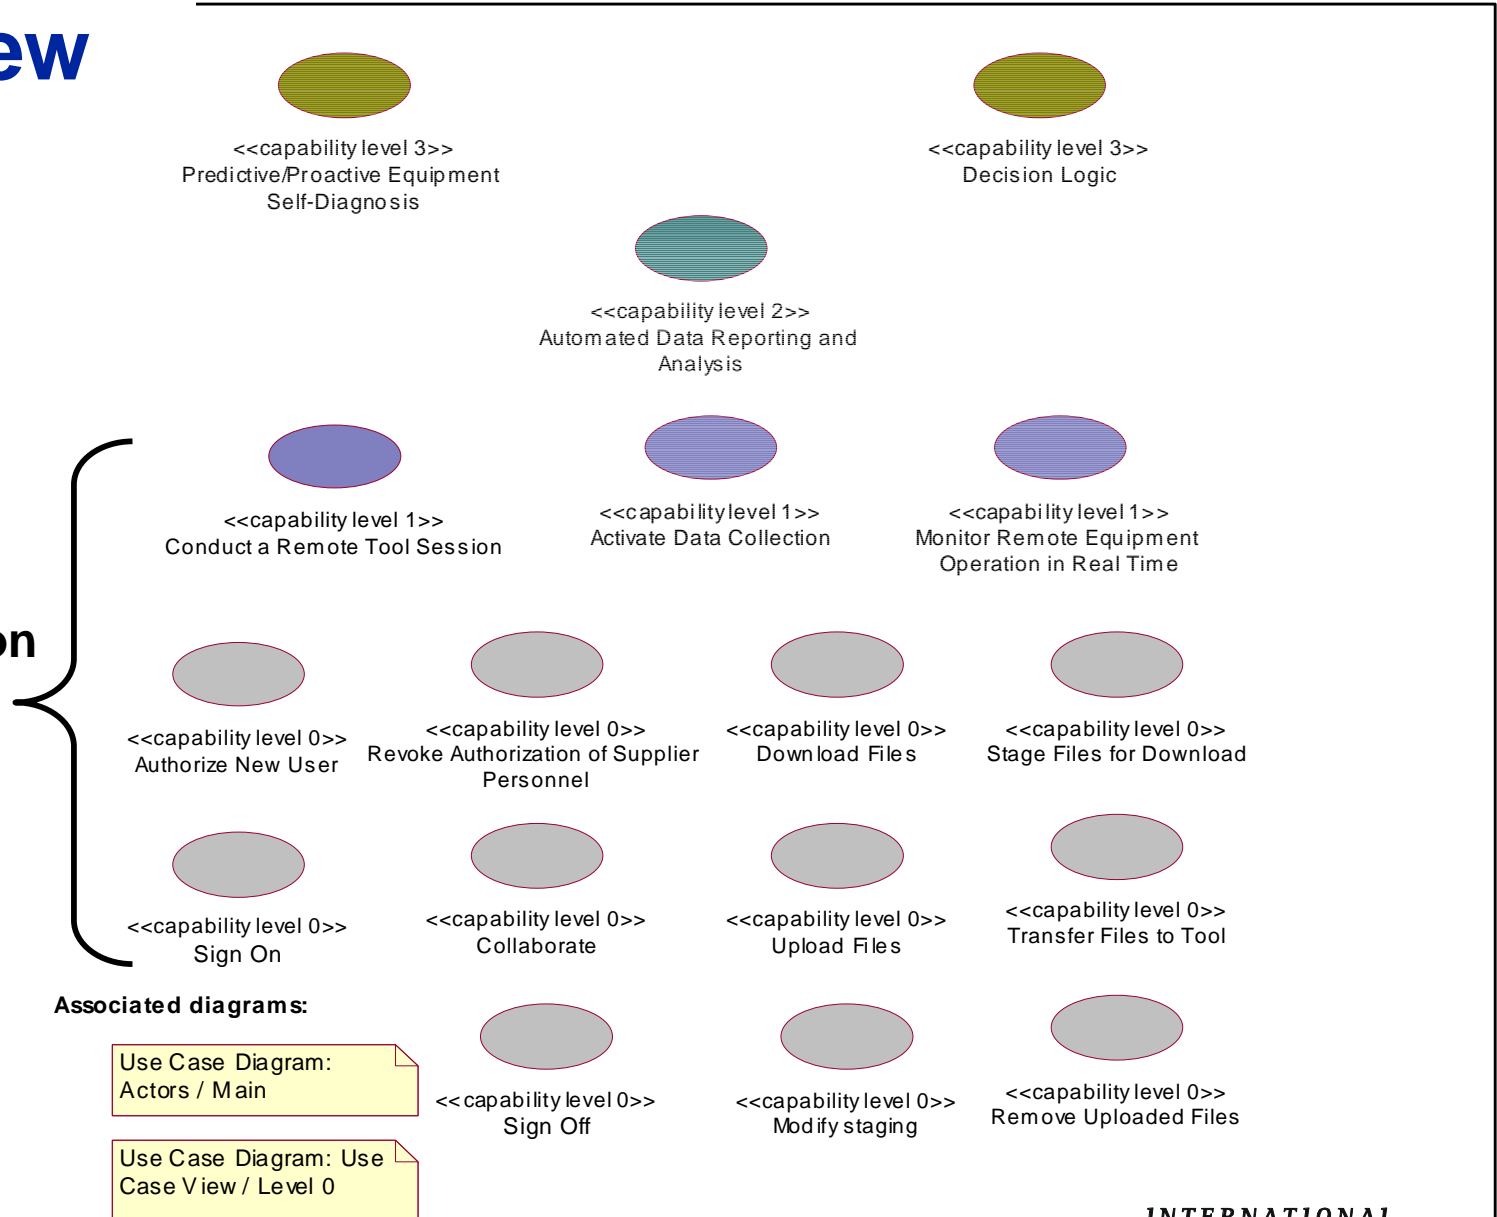 ew
<<capability level 3>>
Predictive/Proactive Equipment
Self-Diagnosis
<<capability level 3>>
Decision Logic
<<capability level 2>>
Automated Data Reporting and
Analysis
<<capability level 1>>
Conduct a Remote Tool Session
<<capability level 1>>
Activate Data Collection
<<capability level 1>>
Monitor Remote Equipment
Operation in Real Time
on
<<capability level 0>>
Authorize New User
<<capability level 0>>
Revoke Authorization of Supplier
Personnel
<<capability level 0>>
Download Files
<<capability level 0>>
Stage Files for Download
<<capability level 0>>
Sign On
<<capability level 0>>
Collaborate
<<capability level 0>>
Upload Files
<<capability level 0>>
Transfer Files to Tool
Associated diagrams:
Use Case Diagram:
Actors / Main
<<capability level 0>>
Sign Off
<<capability level 0>>
Modify staging
<<capability level 0>>
Remove Uploaded Files
Use Case Diagram: Use
Case View / Level 0
INTERNATIONAL